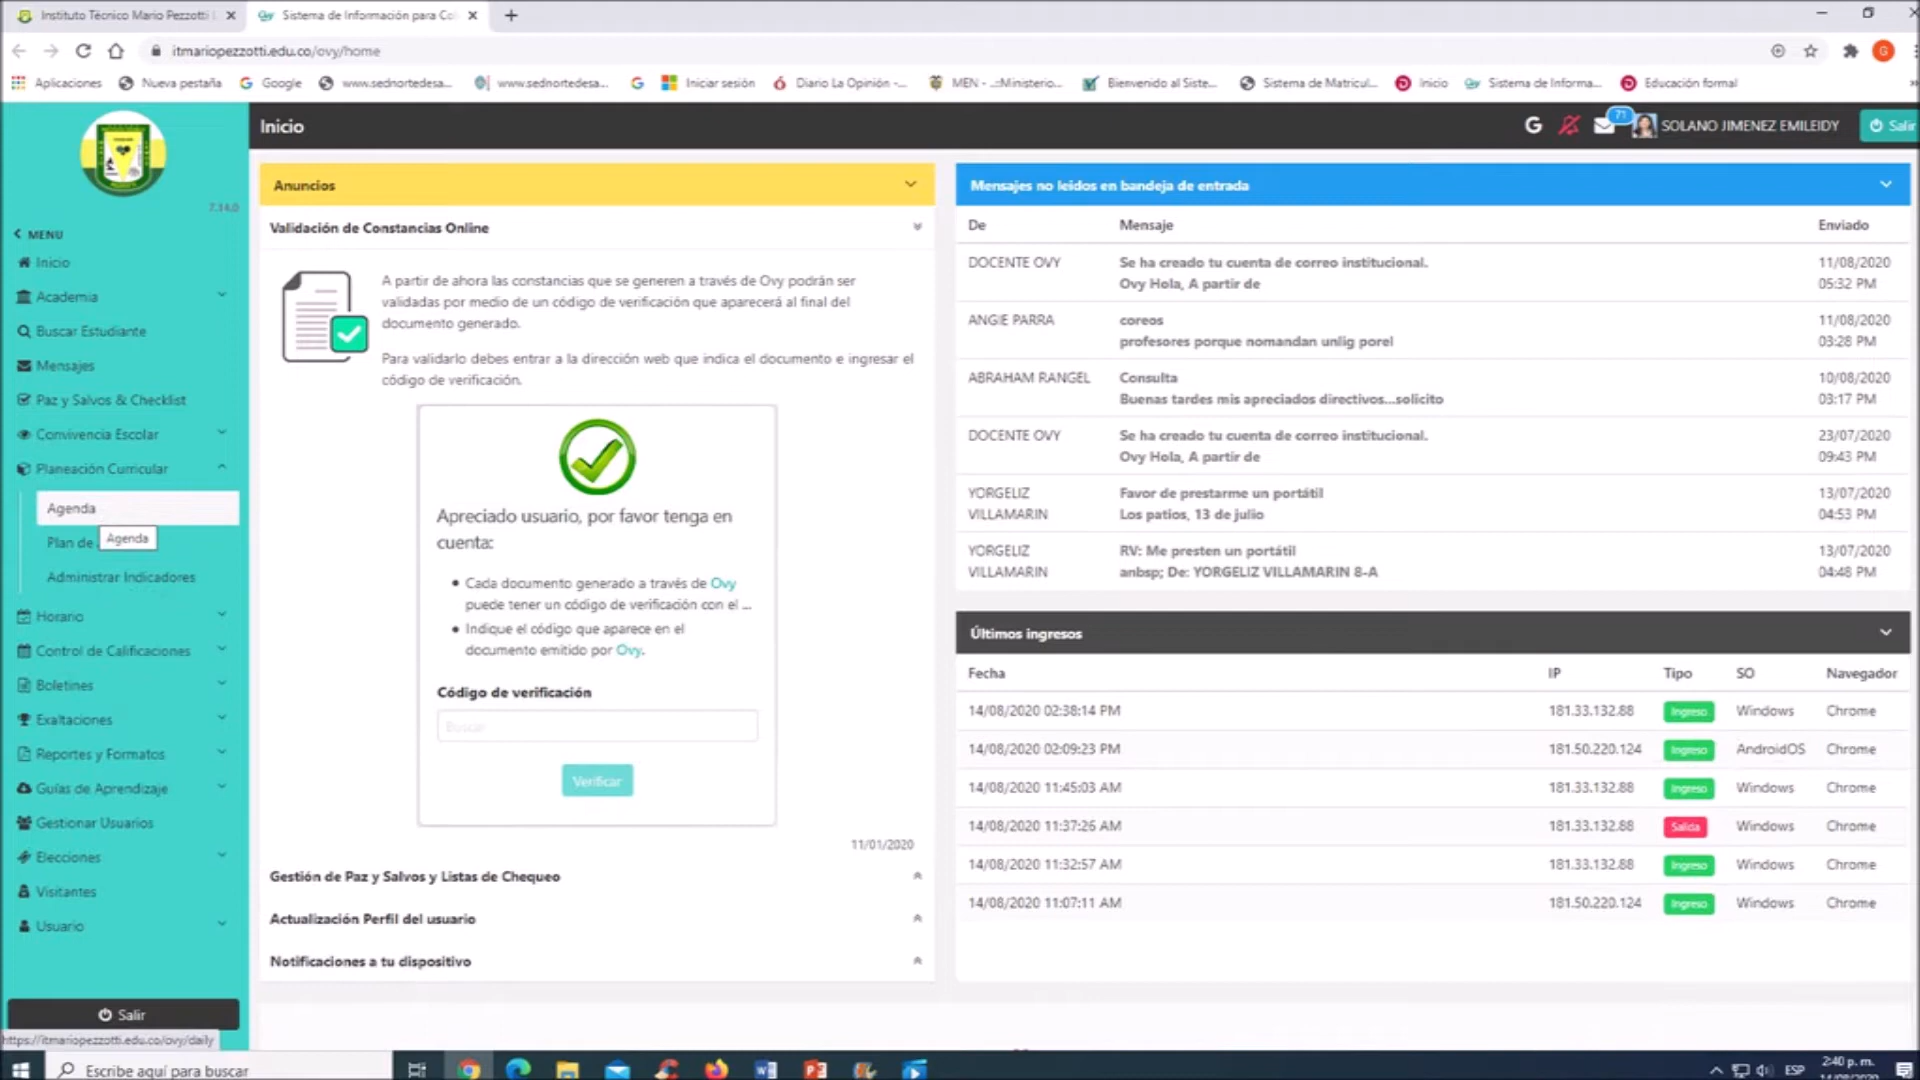 Instituto Técnico Mario Pezzotti
Sistema de Información para Co
itmariopezzotti.edu.co/ovy/home
G
Aplicaciones
Nueva pestaña
Google
www.sednortedesa...
www.sednortedesa...
Iniciar sesión
Diario La Opinión -...
MEN - ..::Ministerio...
Bienvenido al Siste...
Sistema de Matricul...
Inicio
Sistema de Informa...
Educación formal
Inicio
G
71
SOLANO JIMENEZ EMILEIDY
Salir
7.14.0
MENU
Inicio
Academia
Buscar Estudiante
Mensajes
Paz y Salvos & Checklist
Convivencia Escolar
Planeación Curricular
Agenda
Plan de
Agenda
Administrar Indicadores
Horario
Control de Calificaciones
Boletines
Exaltaciones
Reportes y Formatos
Guías de Aprendizaje
Gestionar Usuarios
Elecciones
Visitantes
Usuario
Salir
https://itmariopezzotti.edu.co/ovy/daily
Anuncios
Validación de Constancias Online
A partir de ahora las constancias que se generen a través de Ovy podrán ser
validadas por medio de un código de verificación que aparecerá al final del
documento generado.
Para validarlo debes entrar a la dirección web que indica el documento e ingresar el
código de verificación.
Apreciado usuario, por favor tenga en
cuenta:
Cada documento generado a través de Ovy
puede tener un código de verificación con el ...
Indique el código que aparece en el
documento emitido por Ovy.
Código de verificación
Buscar
Verificar
11/01/2020
Gestión de Paz y Salvos y Listas de Chequeo
Actualización Perfil del usuario
Notificaciones a tu dispositivo
Mensajes no leidos en bandeja de entrada
De Mensaje Enviado
DOCENTE OVY Se ha creado tu cuenta de correo institucional. 11/08/2020
Ovy Hola, A partir de 05:32 PM
ANGIE PARRA coreos 11/08/2020
profesores porque nomandan unlig porel 03:28 PM
ABRAHAM RANGEL Consulta 10/08/2020
Buenas tardes mis apreciados directivos...solicito 03:17 PM
DOCENTE OVY Se ha creado tu cuenta de correo institucional. 23/07/2020
Ovy Hola, A partir de 09:43 PM
YORGELIZ Favor de prestarme un portátil 13/07/2020
VILLAMARIN Los patios, 13 de julio 04:53 PM
YORGELIZ RV: Me presten un portátil 13/07/2020
VILLAMARIN anbsp; De: YORGELIZ VILLAMARIN 8-A 04:48 PM
Últimos ingresos
Fecha IP Tipo SO Navegador
14/08/2020 02:38:14 PM 181.33.132.88 Ingreso Windows Chrome
14/08/2020 02:09:23 PM 181.50.220.124 Ingreso AndroidOS Chrome
14/08/2020 11:45:03 AM 181.33.132.88 Ingreso Windows Chrome
14/08/2020 11:37:26 AM 181.33.132.88 Salida Windows Chrome
14/08/2020 11:32:57 AM 181.33.132.88 Ingreso Windows Chrome
14/08/2020 11:07:11 AM 181.50.220.124 Ingreso Windows Chrome
Escribe aquí para buscar
ESP
2:40 p. m.
14/08/2020